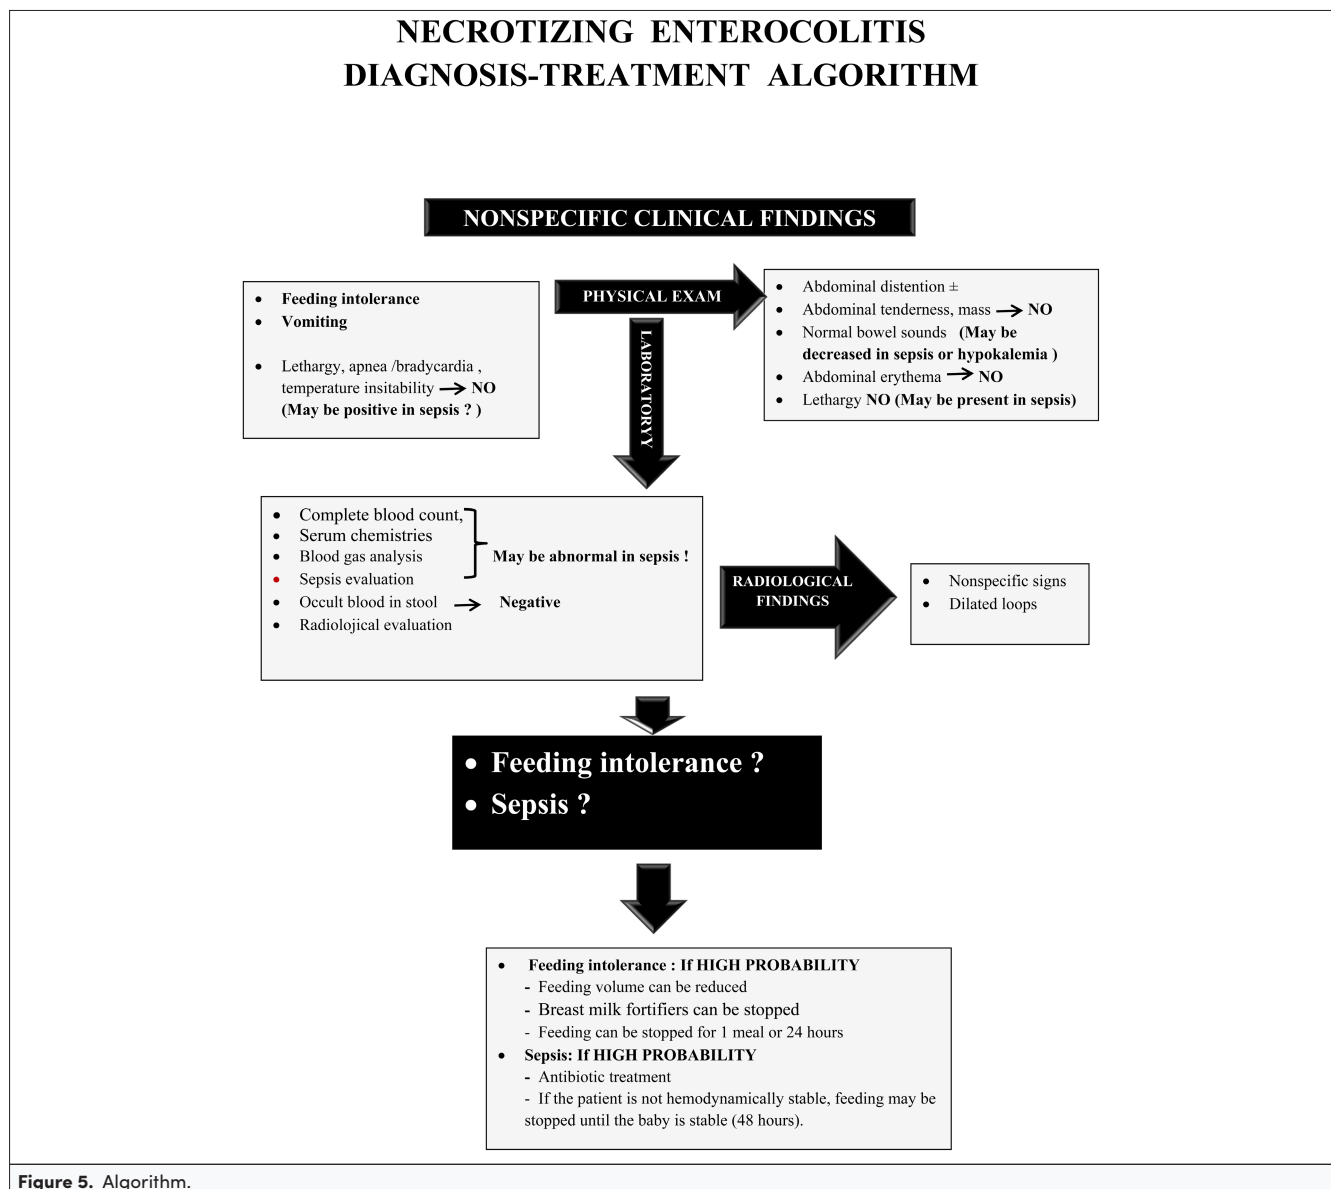 NECROTIZING ENTEROCOLITIS
DIAGNOSIS-TREATMENT ALGORITHM
NONSPECIFIC CLINICAL FINDINGS
• Feeding intolerance
• Vomiting
• Lethargy, apnea /bradycardia ,
temperature insitability → NO
(May be positive in sepsis ? )
PHYSICAL EXAM
• Abdominal distention ±
• Abdominal tenderness, mass → NO
• Normal bowel sounds (May be
decreased in sepsis or hypokalemia )
• Abdominal erythema → NO
• Lethargy NO (May be present in sepsis)
LABORATORYY
• Complete blood count,
• Serum chemistries
• Blood gas analysis May be abnormal in sepsis !
• Sepsis evaluation
• Occult blood in stool → Negative
• Radiolojical evaluation
RADIOLOGICAL
FINDINGS
• Nonspecific signs
• Dilated loops
• Feeding intolerance ?
• Sepsis ?
• Feeding intolerance : If HIGH PROBABILITY
- Feeding volume can be reduced
- Breast milk fortifiers can be stopped
- Feeding can be stopped for 1 meal or 24 hours
• Sepsis: If HIGH PROBABILITY
- Antibiotic treatment
- If the patient is not hemodynamically stable, feeding may be
stopped until the baby is stable (48 hours).
Figure 5. Algorithm.